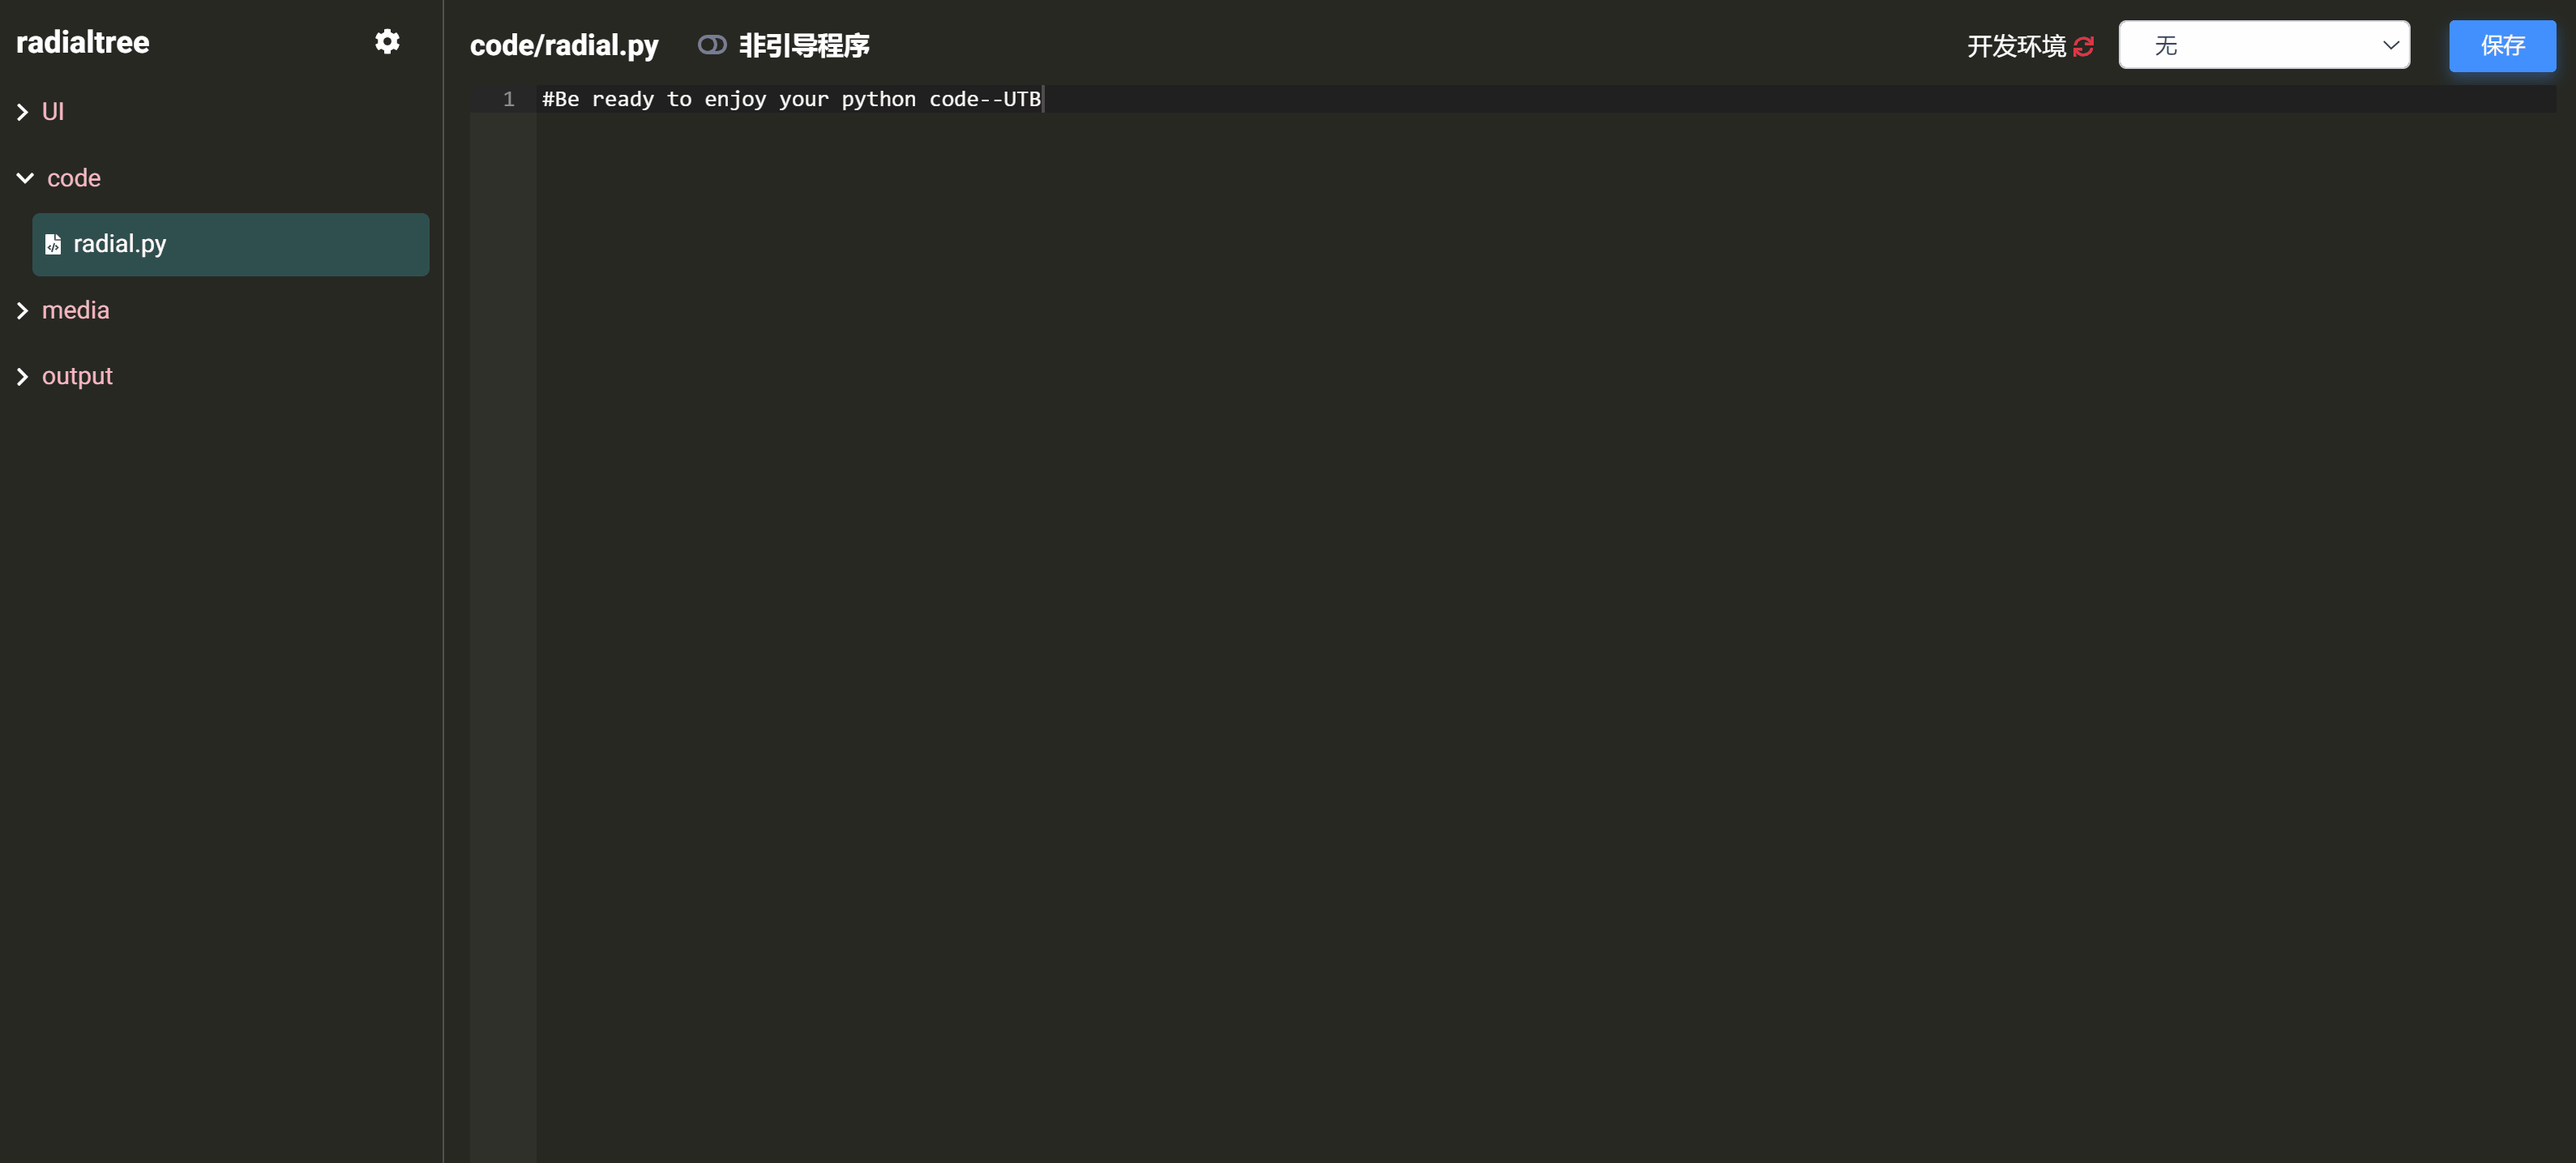 radialtree
UI
code
radial.py
media
output
code/radial.py 非引导程序
开发环境 无 保存
1 #Be ready to enjoy your python code--UTB